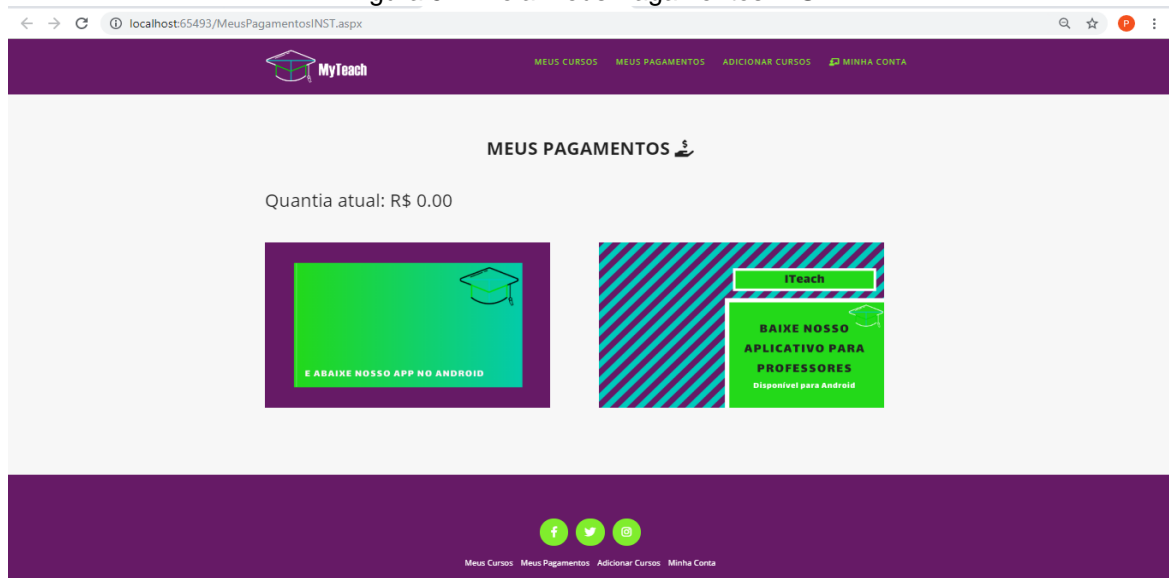 localhost:65493/MeusPagamentosINST.aspx
P
MyTeach
MEUS CURSOS MEUS PAGAMENTOS ADICIONAR CURSOS MINHA CONTA
MEUS PAGAMENTOS
Quantia atual: R$ 0.00
E ABAIXE NOSSO APP NO ANDROID
ITeach
BAIXE NOSSO
APLICATIVO PARA
PROFESSORES
Disponível para Android
Meus Cursos Meus Pagamentos Adicionar Cursos Minha Conta